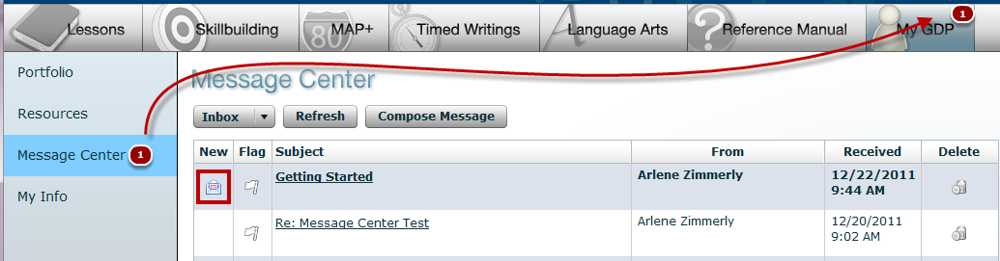 1
Lessons Skillbuilding MAP+ Timed Writings Language Arts Reference Manual My GDP
80
Portfolio
Resources
Message Center 1
My Info
Message Center
Inbox Refresh Compose Message
New Flag Subject From Received Delete
Getting Started Arlene Zimmerly 12/22/2011
9:44 AM
Re: Message Center Test Arlene Zimmerly 12/20/2011
9:02 AM